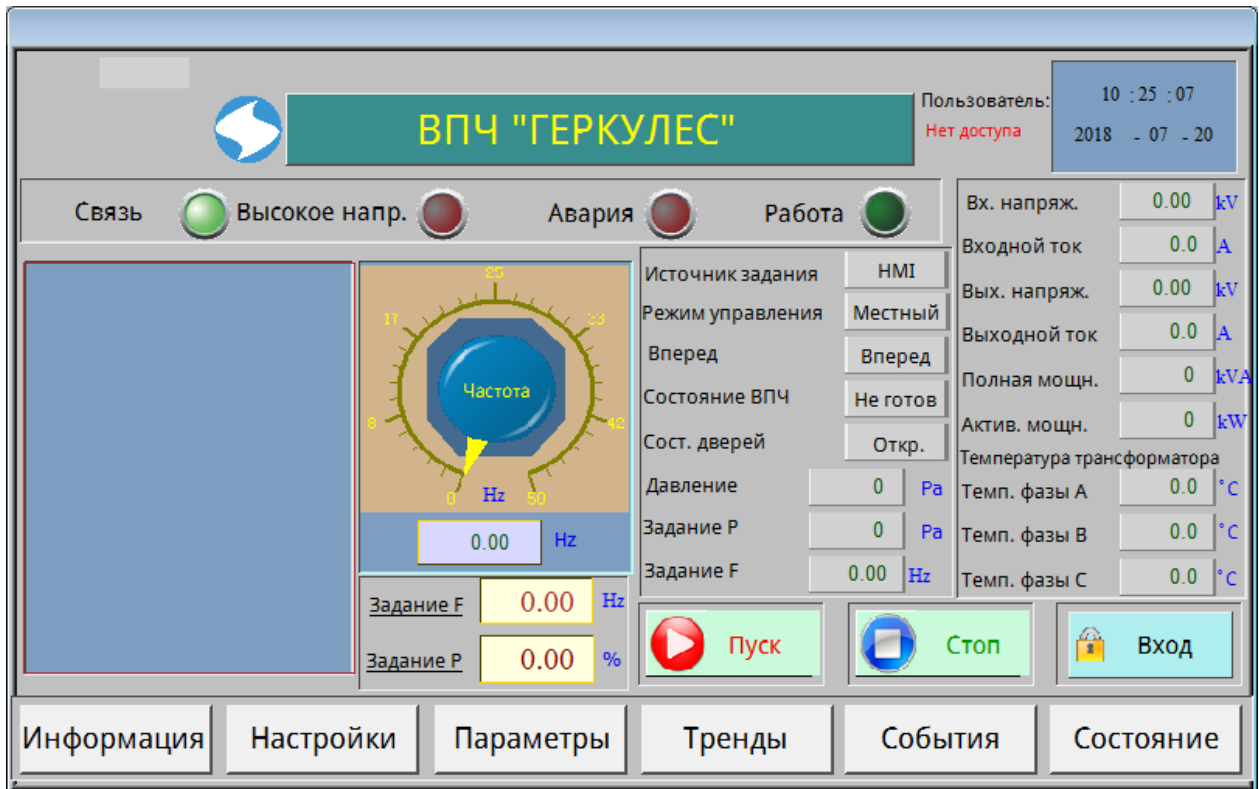 ВПЧ "ГЕРКУЛЕС"
Пользователь:
Нет доступа
10 : 25 : 07
2018 - 07 - 20
Связь
Высокое напр.
Авария
Работа
25
17
33
Частота
8
42
0
Hz
50
0.00 Hz
Задание F 0.00 Hz
Задание P 0.00 %
Источник задания HMI
Режим управления Местный
Вперед Вперед
Состояние ВПЧ Не готов
Сост. дверей Откр.
Давление 0 Pa
Задание P 0 Pa
Задание F 0.00 Hz
Вх. напряж. 0.00 kV
Входной ток 0.0 A
Вых. напряж. 0.00 kV
Выходной ток 0.0 A
Полная мощн. 0 kVA
Актив. мощн. 0 kW
Температура трансформатора
Темп. фазы A 0.0 °C
Темп. фазы B 0.0 °C
Темп. фазы C 0.0 °C
Пуск
Стоп
Вход
Информация
Настройки
Параметры
Тренды
События
Состояние